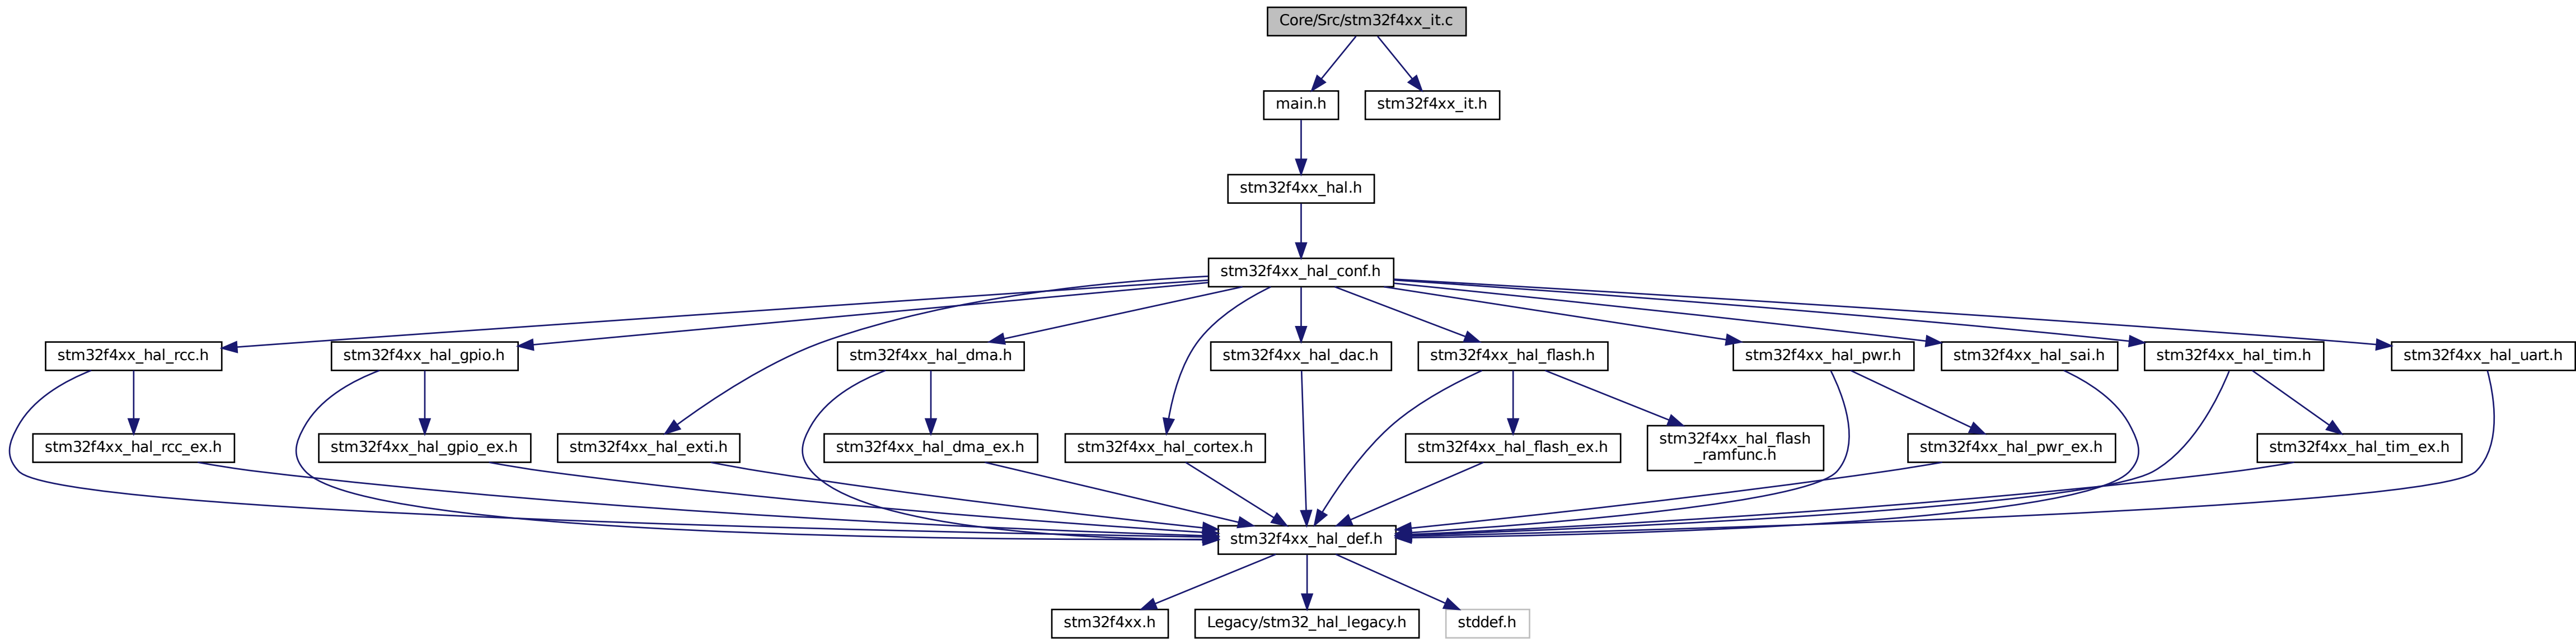 Core/Src/stm32f4xx_it.c
main.h
stm32f4xx_it.h
stm32f4xx_hal.h
stm32f4xx_hal_conf.h
stm32f4xx_hal_rcc.h
stm32f4xx_hal_gpio.h
stm32f4xx_hal_dma.h
stm32f4xx_hal_dac.h
stm32f4xx_hal_flash.h
stm32f4xx_hal_pwr.h
stm32f4xx_hal_sai.h
stm32f4xx_hal_tim.h
stm32f4xx_hal_uart.h
stm32f4xx_hal_rcc_ex.h
stm32f4xx_hal_gpio_ex.h
stm32f4xx_hal_exti.h
stm32f4xx_hal_dma_ex.h
stm32f4xx_hal_cortex.h
stm32f4xx_hal_flash_ex.h
stm32f4xx_hal_flash
_ramfunc.h
stm32f4xx_hal_pwr_ex.h
stm32f4xx_hal_tim_ex.h
stm32f4xx_hal_def.h
stm32f4xx.h
Legacy/stm32_hal_legacy.h
stddef.h